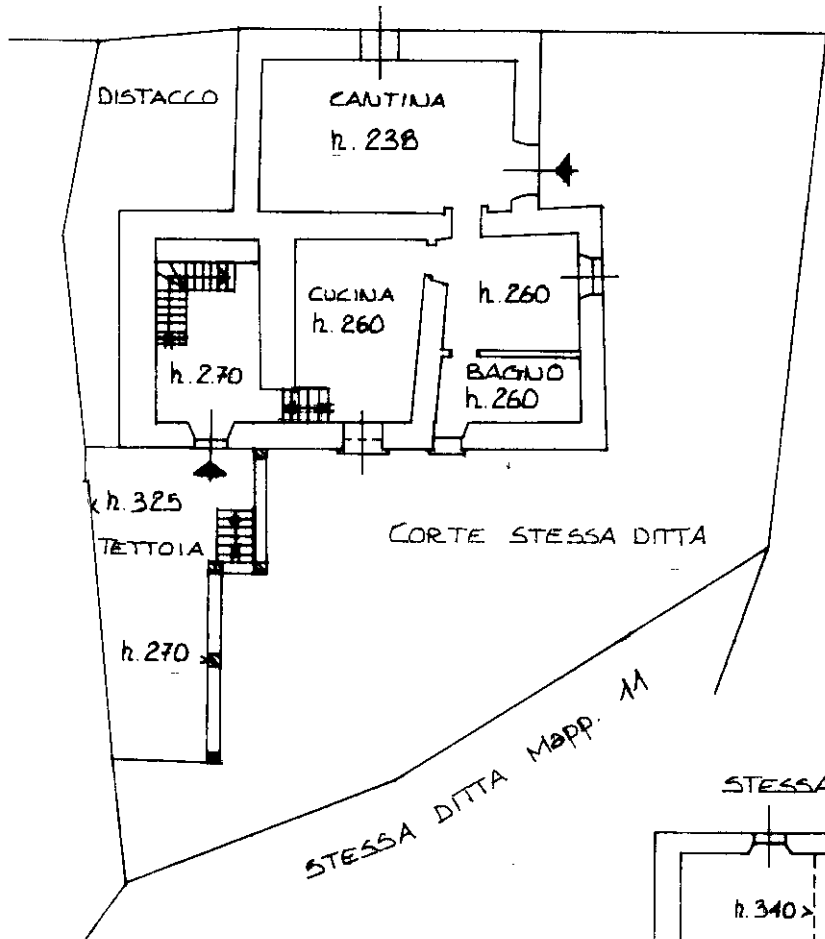 DISTACCO
CANTINA
h. 238
CUCINA
h. 260
h. 260
h. 270
BAGNO
h. 260
h. 325
TETTOIA
CORTE STESSA DITTA
h. 270
STESSA DITTA Mapp. 11
STESSA
h. 340